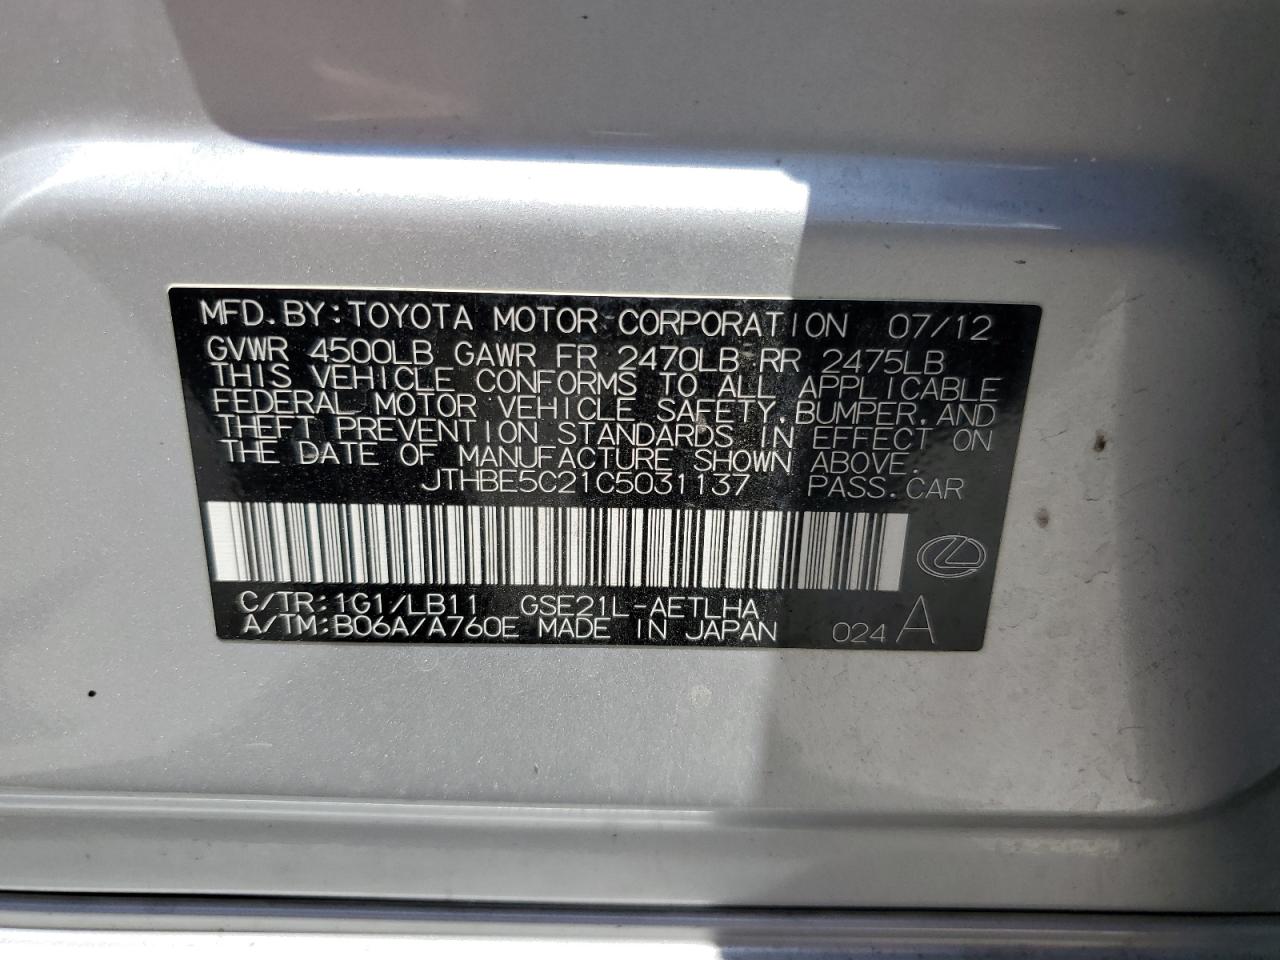 MFD.BY:TOYOTA MOTOR CORPORATION 07/12
GVWR 4500LB GAWR FR 2470LB RR 2475LB
THIS VEHICLE CONFORMS TO ALL APPLICABLE
FEDERAL MOTOR VEHICLE SAFETY,BUMPER,AND
THEFT PREVENTION STANDARDS IN EFFECT ON
THE DATE OF MANUFACTURE SHOWN ABOVE.
JTHBE5C21C5031137 PASS.CAR
C/TR:1G1/LB11 GSE21L-AETLHA
A/TM:B06A/A760E MADE IN JAPAN 024 A